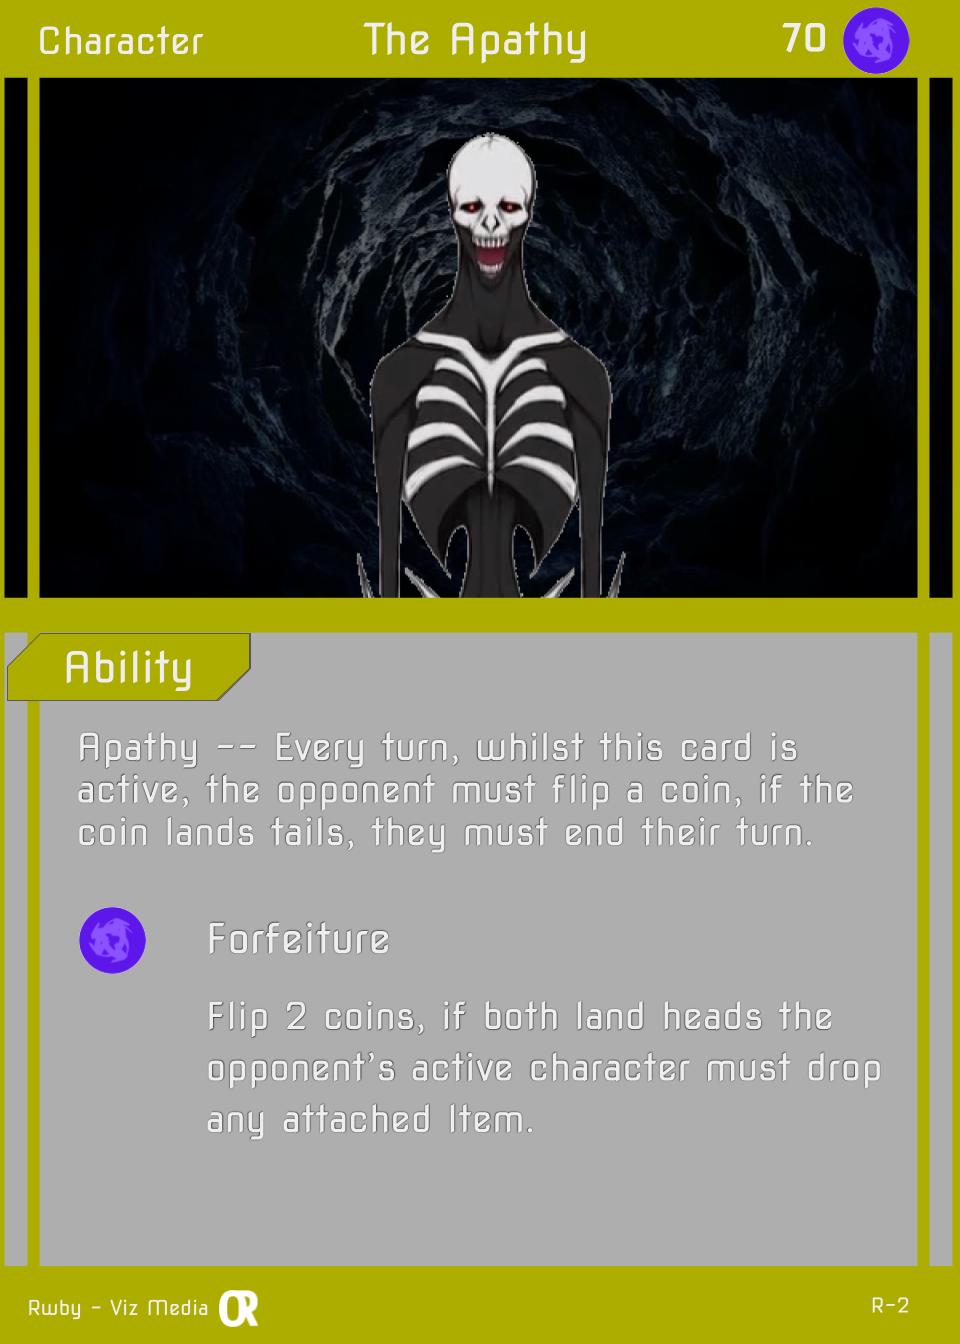 Character The Apathy 70
Ability
Apathy -- Every turn, whilst this card is
active, the opponent must flip a coin, if the
coin lands tails, they must end their turn.
Forfeiture
Flip 2 coins, if both land heads the
opponent's active character must drop
any attached Item.
Rwby - Viz Media OR R-2